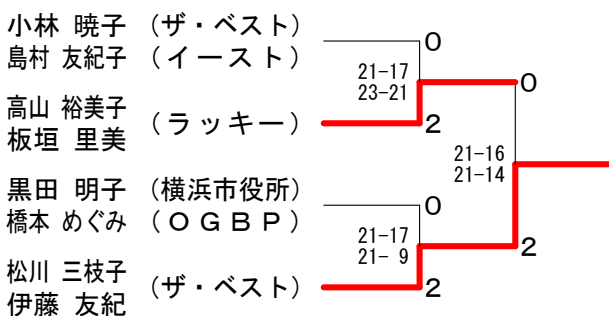 小林 暁子 (ザ・ベスト)
島村 友紀子 (イースト)
0
21-17
23-21
0
高山 裕美子
板垣 里美
(ラッキー)
2
21-16
21-14
黒田 明子 (横浜市役所)
橋本 めぐみ (OGBP)
0
21-17
21- 9
2
松川 三枝子
伊藤 友紀
(ザ・ベスト)
2